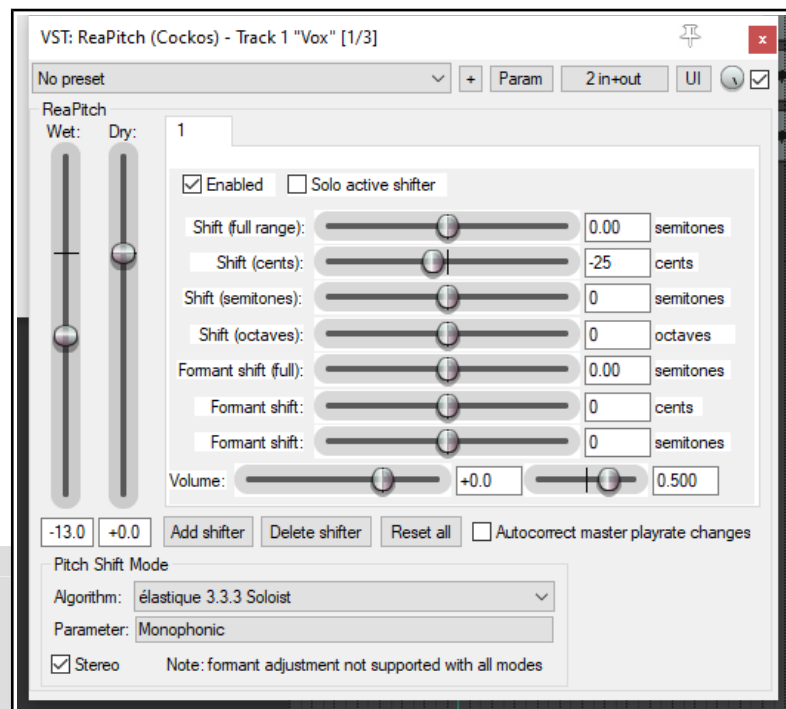 VST: ReaPitch (Cockos) - Track 1 "Vox" [1/3]
x
No preset + Param 2 in+out UI
ReaPitch
Wet: Dry: 1
Enabled Solo active shifter
Shift (full range): 0.00 semitones
Shift (cents): -25 cents
Shift (semitones): 0 semitones
Shift (octaves): 0 octaves
Formant shift (full): 0.00 semitones
Formant shift: 0 cents
Formant shift: 0 semitones
Volume: +0.0 0.500
-13.0 +0.0 Add shifter Delete shifter Reset all Autocorrect master playrate changes
Pitch Shift Mode
Algorithm: élastique 3.3.3 Soloist
Parameter: Monophonic
Stereo Note: formant adjustment not supported with all modes